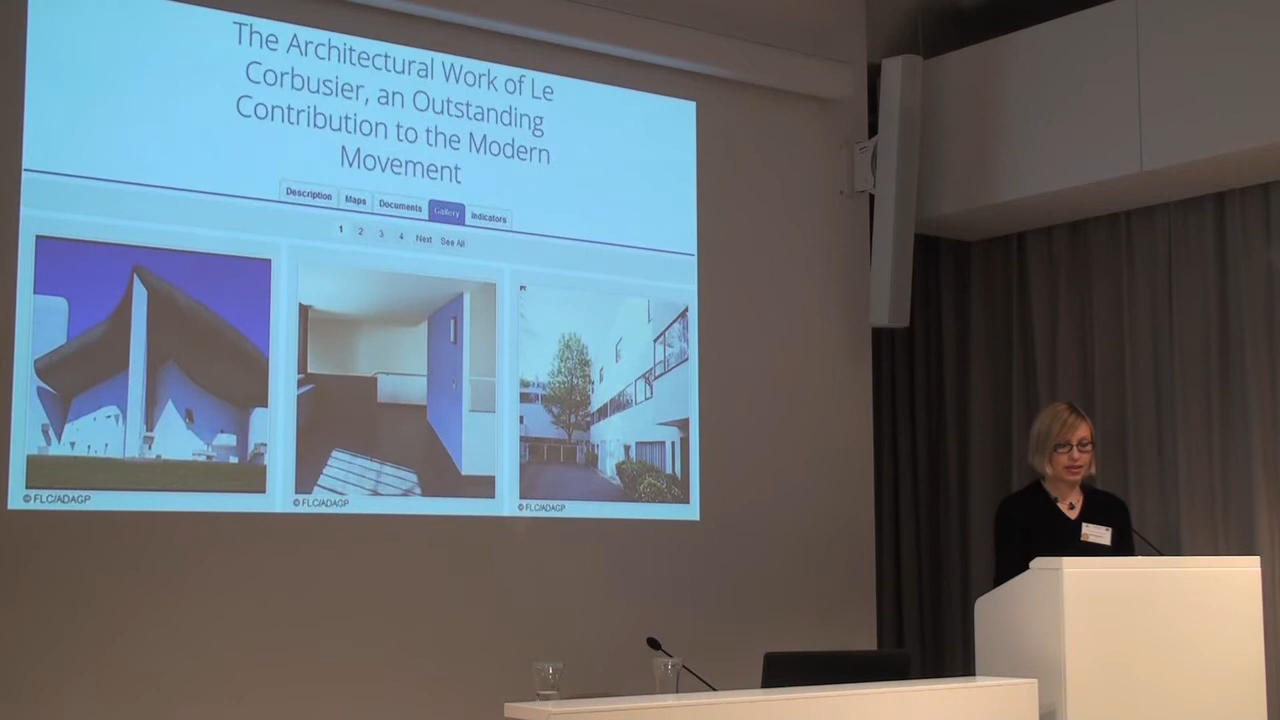 The Architectural Work of Le
Corbusier, an Outstanding
Contribution to the Modern
Movement
Description Maps Documents Gallery Indicators
1 2 3 4 Next See All
© FLC/ADAGP © FLC/ADAGP © FLC/ADAGP